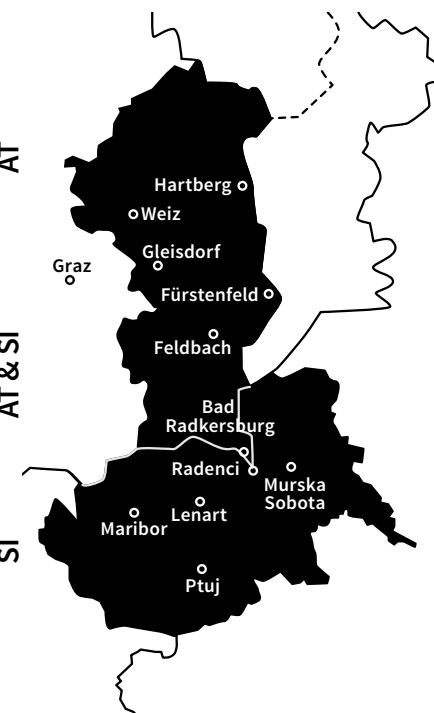 AT
Hartberg
Weiz
Gleisdorf
Graz
Fürstenfeld
AT & SI
Feldbach
Bad
Radkersburg
Radenci
Murska
Sobota
Lenart
Maribor
SI
Ptuj